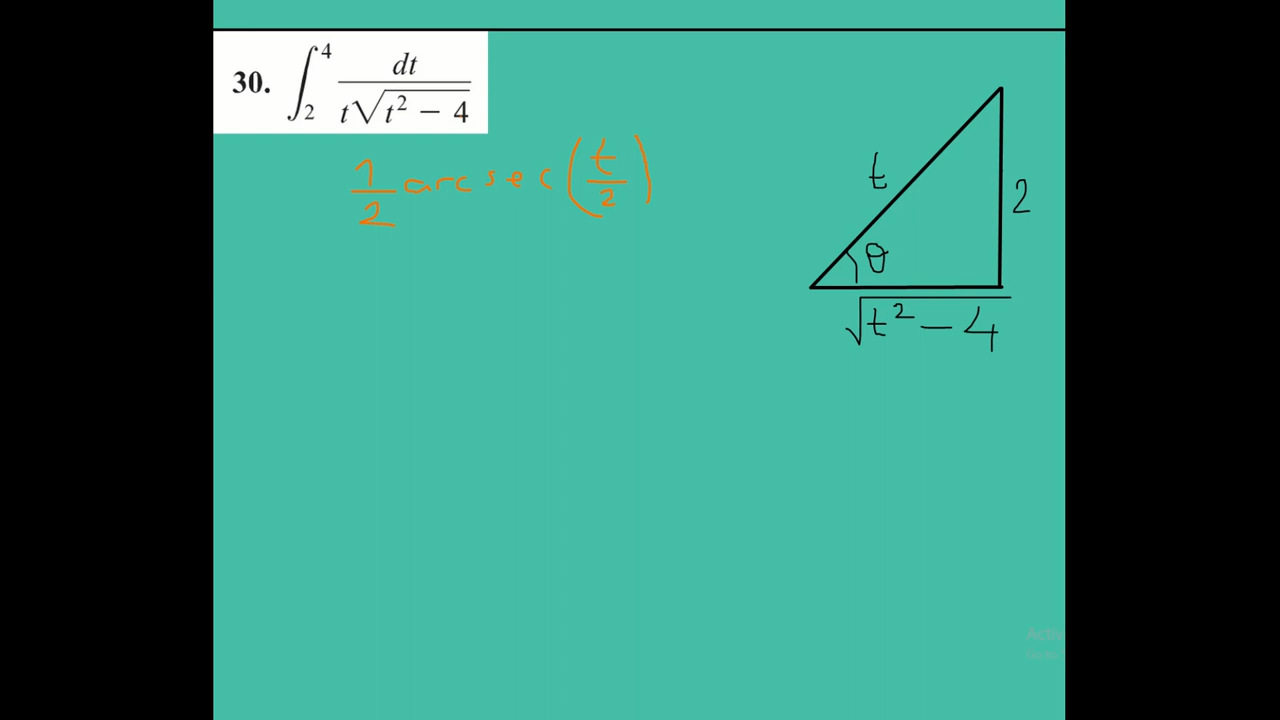 30. ∫₂⁴ dt / (t√(t² − 4))
1/2 arcsec(t/2)
t
2
θ
√(t² − 4)